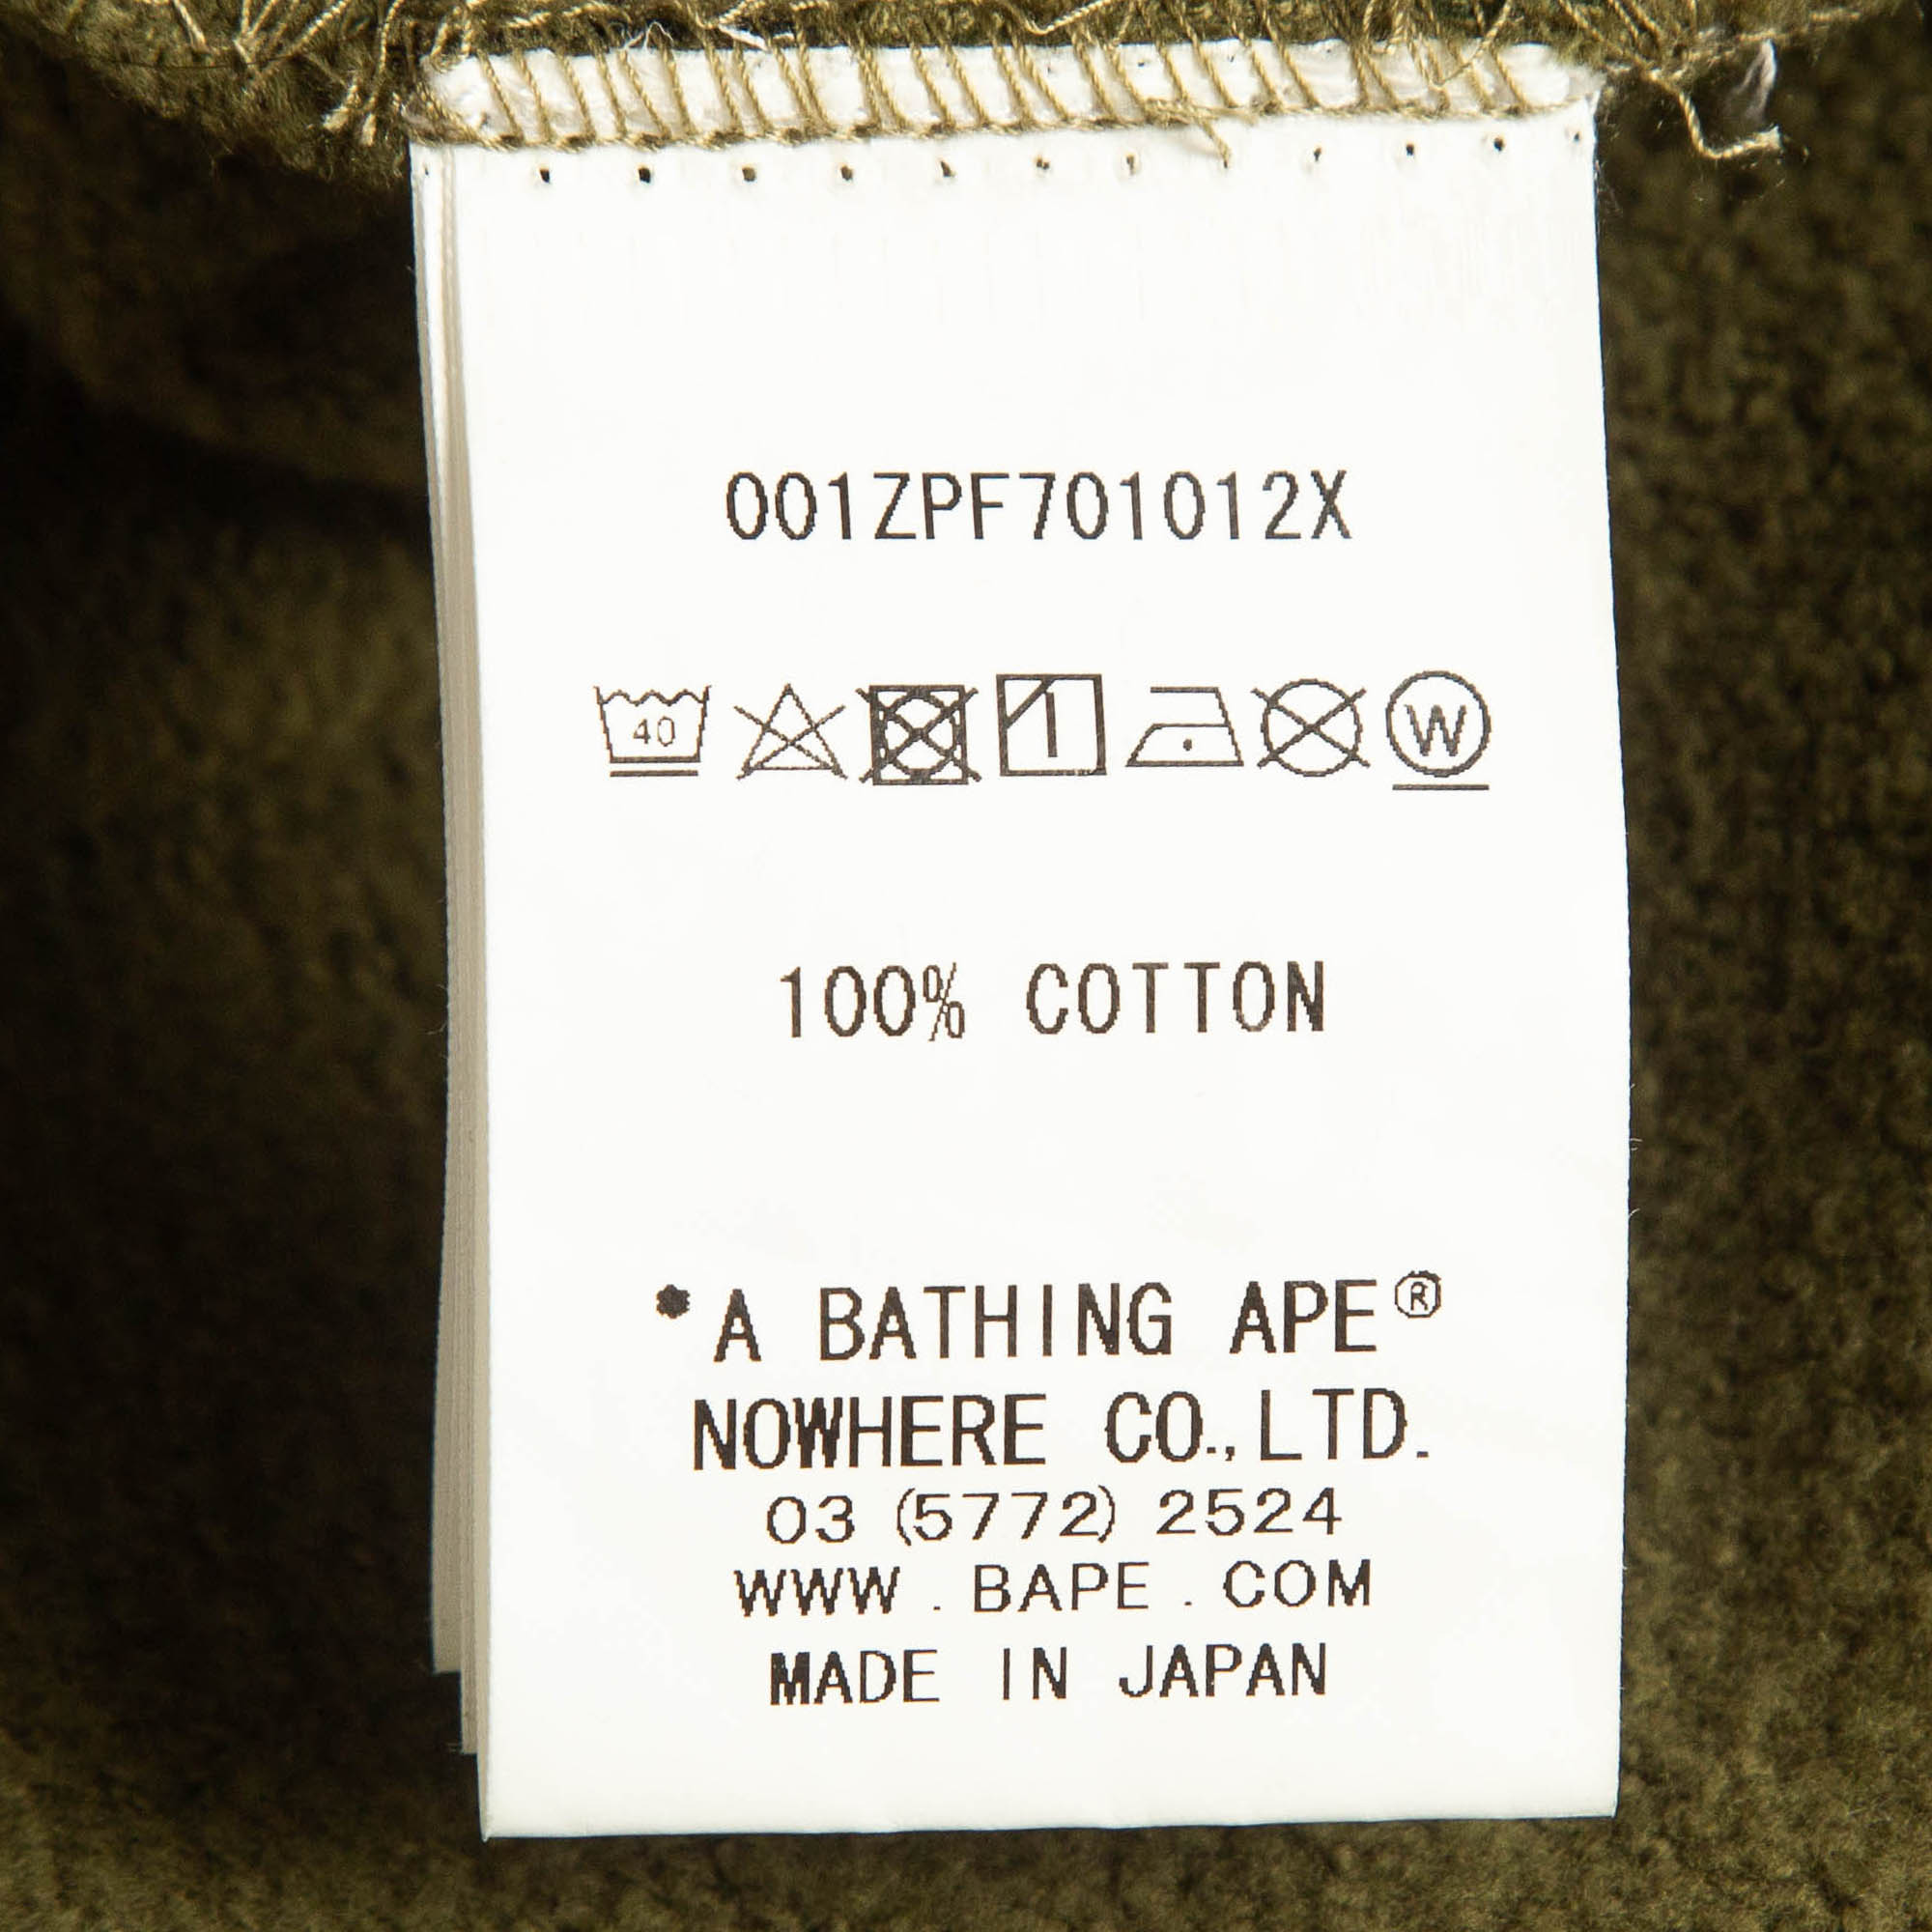 001ZPF701012X
40
W
100% COTTON
*A BATHING APE®
NOWHERE CO.,LTD.
03 (5772) 2524
WWW . BAPE . COM
MADE IN JAPAN